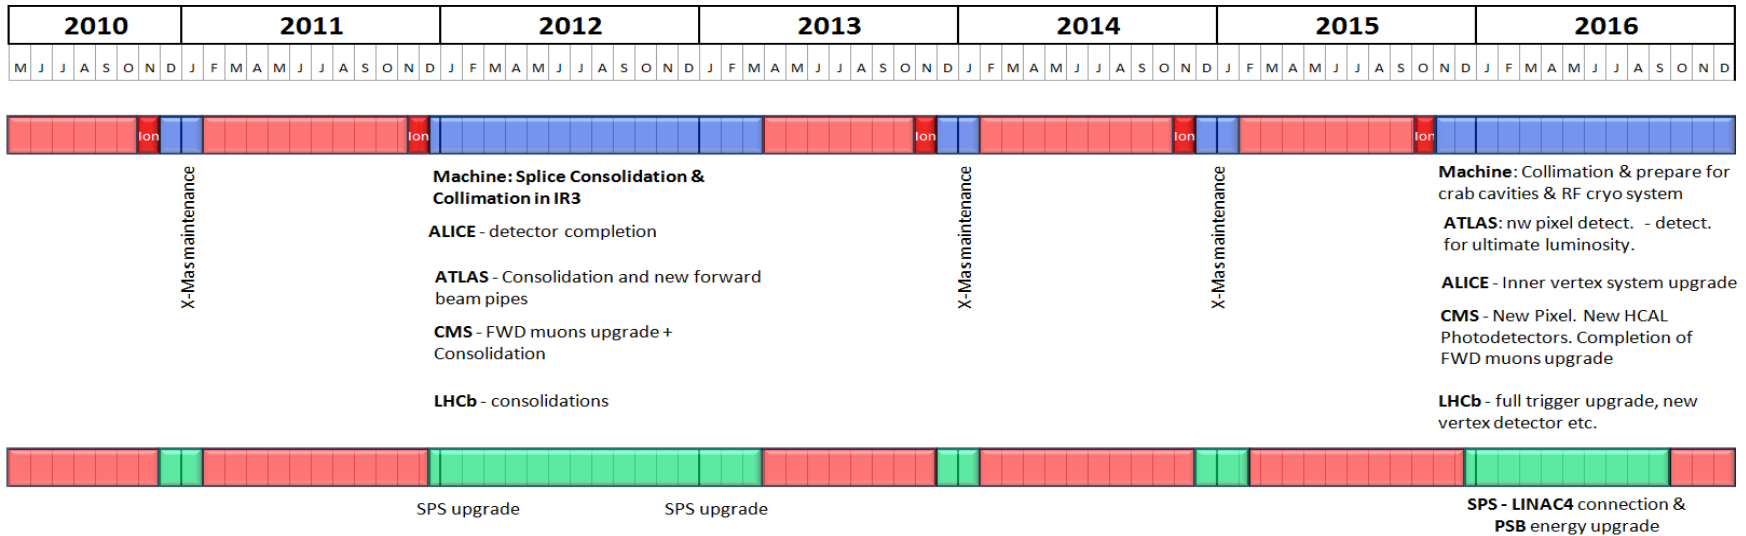 2010 2011 2012 2013 2014 2015 2016
M J J A S O N D J F M A M J J A S O N D J F M A M J J A S O N D J F M A M J J A S O N D J F M A M J J A S O N D J F M A M J J A S O N D J F M A M J J A S O N D
Ion Ion Ion Ion Ion
X-Mas maintenance
Machine: Splice Consolidation &
Collimation in IR3
ALICE - detector completion
ATLAS - Consolidation and new forward
beam pipes
CMS - FWD muons upgrade +
Consolidation
LHCb - consolidations
X-Mas maintenance
X-Mas maintenance
Machine: Collimation & prepare for
crab cavities & RF cryo system
ATLAS: nw pixel detect. - detect.
for ultimate luminosity.
ALICE - Inner vertex system upgrade
CMS - New Pixel. New HCAL
Photodetectors. Completion of
FWD muons upgrade
LHCb - full trigger upgrade, new
vertex detector etc.
SPS upgrade
SPS upgrade
SPS - LINAC4 connection &
PSB energy upgrade